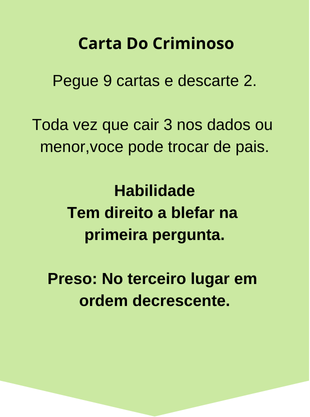 Carta Do Criminoso
Pegue 9 cartas e descarte 2.
Toda vez que cair 3 nos dados ou
menor,voce pode trocar de pais.
Habilidade
Tem direito a blefar na
primeira pergunta.
Preso: No terceiro lugar em
ordem decrescente.